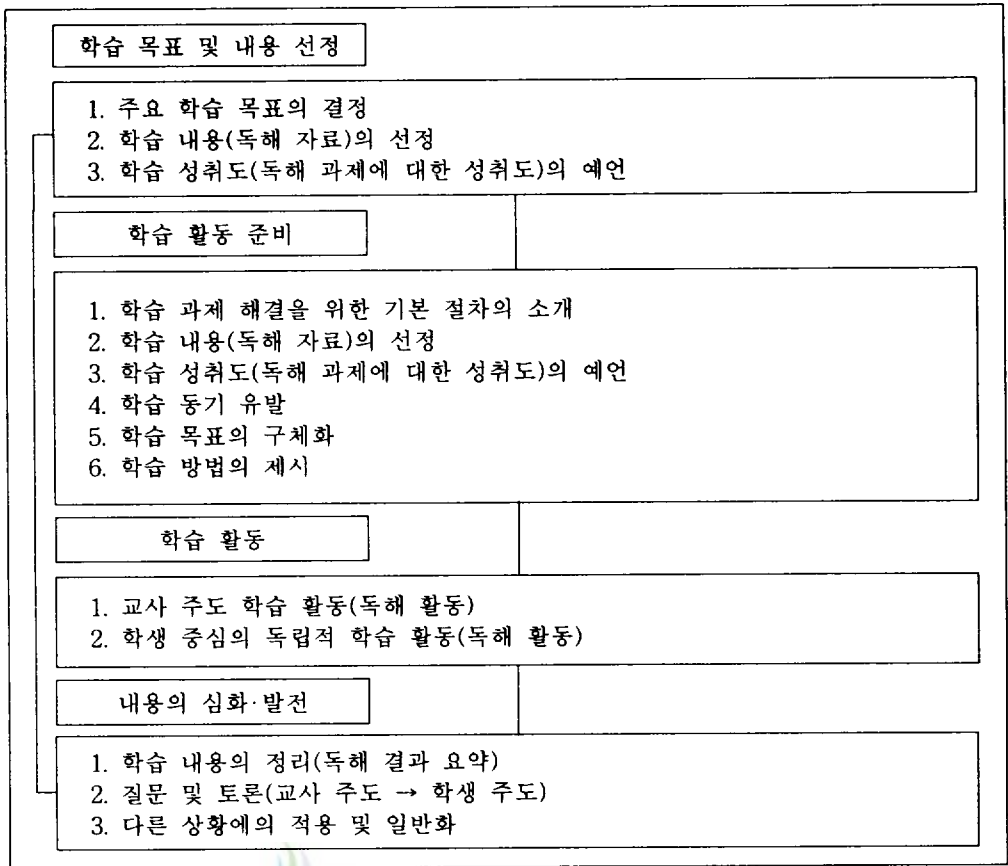 학습 목표 및 내용 선정
1. 주요 학습 목표의 결정
2. 학습 내용(독해 자료)의 선정
3. 학습 성취도(독해 과제에 대한 성취도)의 예언
학습 활동 준비
1. 학습 과제 해결을 위한 기본 절차의 소개
2. 학습 내용(독해 자료)의 선정
3. 학습 성취도(독해 과제에 대한 성취도)의 예언
4. 학습 동기 유발
5. 학습 목표의 구체화
6. 학습 방법의 제시
학습 활동
1. 교사 주도 학습 활동(독해 활동)
2. 학생 중심의 독립적 학습 활동(독해 활동)
내용의 심화·발전
1. 학습 내용의 정리(독해 결과 요약)
2. 질문 및 토론(교사 주도 → 학생 주도)
3. 다른 상황에의 적용 및 일반화